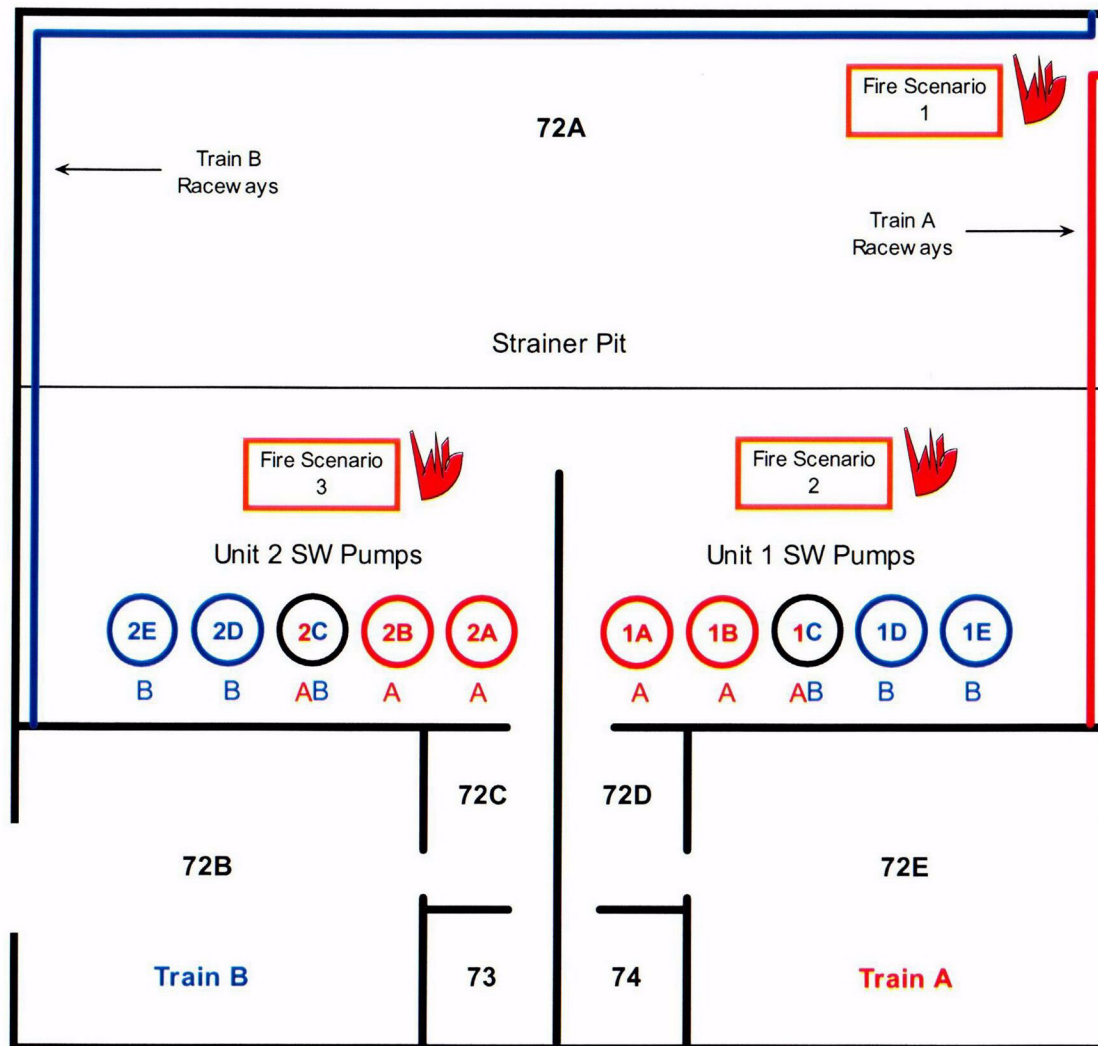 Fire Scenario
1
72A
Train B
Raceways
Train A
Raceways
Strainer Pit
Fire Scenario
3
Fire Scenario
2
Unit 2 SW Pumps
Unit 1 SW Pumps
2E 2D 2C 2B 2A 1A 1B 1C 1D 1E
B B AB A A A A AB B B
72C 72D
72B 72E
Train B 73 74 Train A